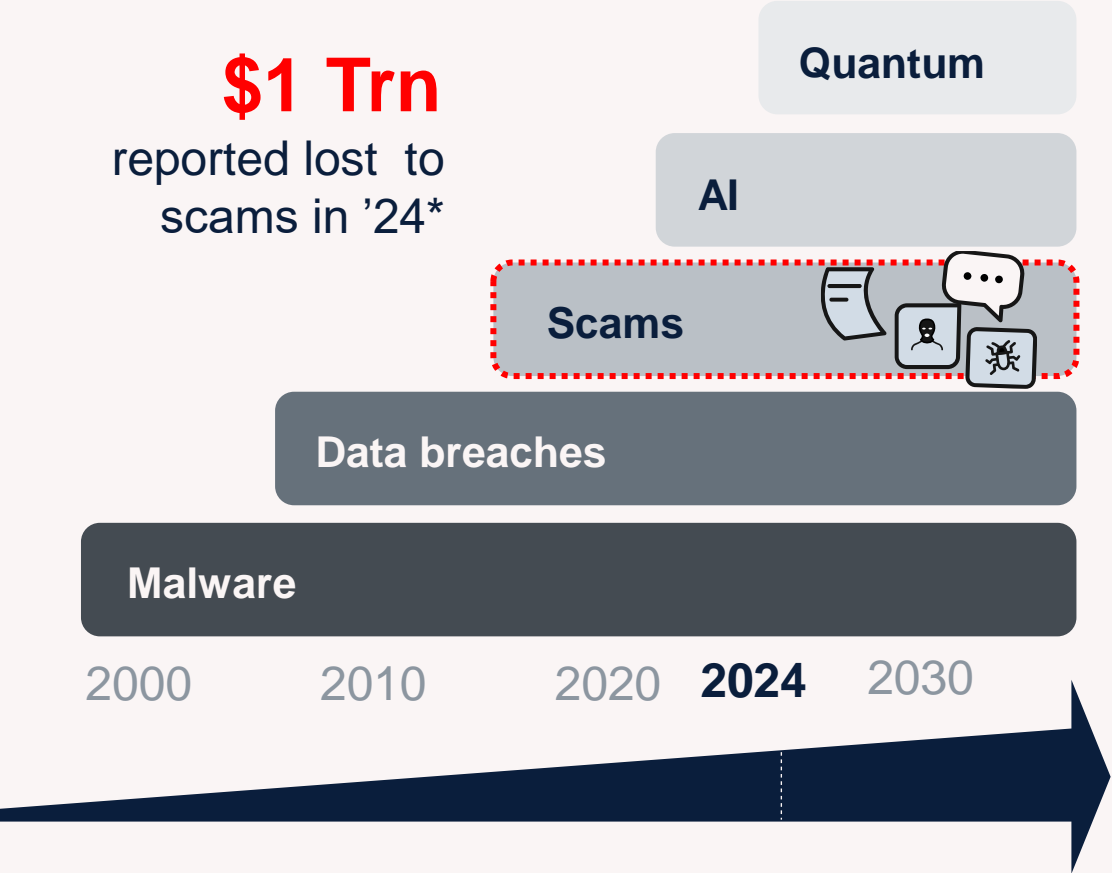 $1 Trn
reported lost  to
scams in ’24*
Quantum
AI
Scams
Data breaches
Malware
2000 2010 2020 2024 2030